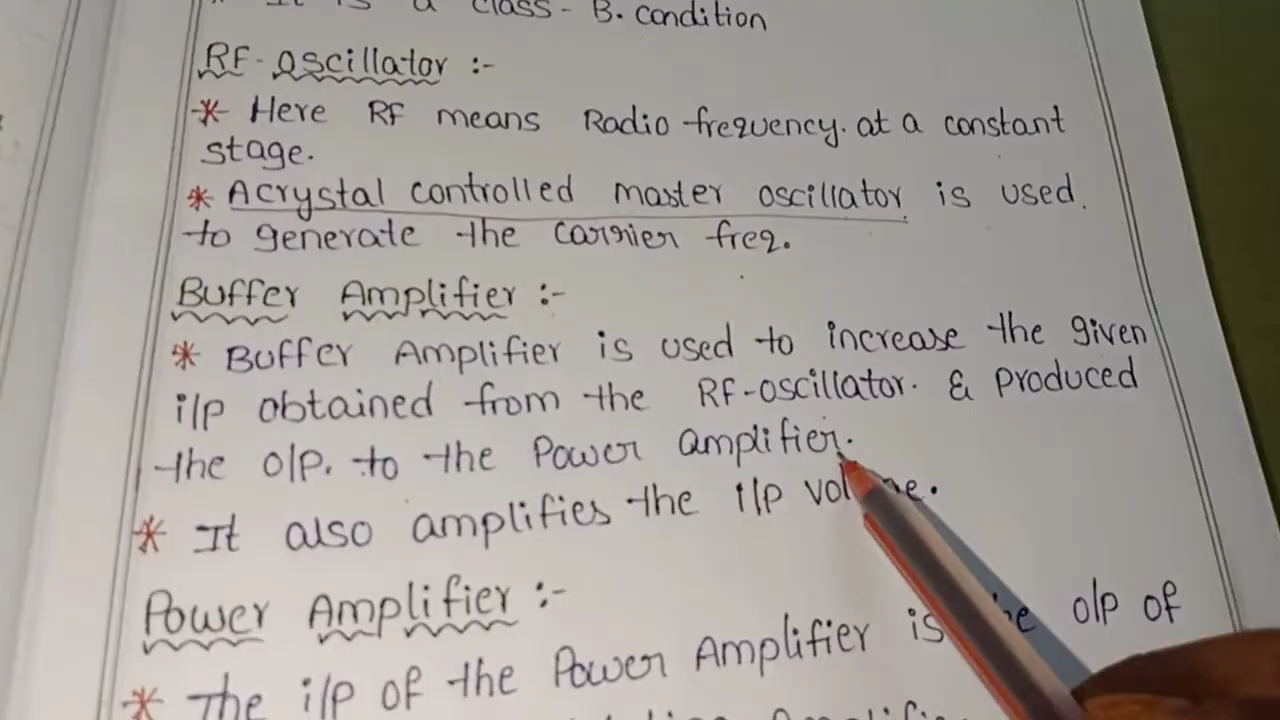 * It is a class-B. condition
RF-Oscillator :-
* Here RF means Radio frequency. at a constant
stage.
* A crystal controlled master oscillator is used.
to generate the carrier freq.
Buffer Amplifier :-
* Buffer Amplifier is used to increase the given
i/p obtained from the RF-oscillator. & produced
the o/p. to the Power amplifier.
* It also amplifies the i/p
Power Amplifier :-
* The i/p of the Power Amplifier is o/p of